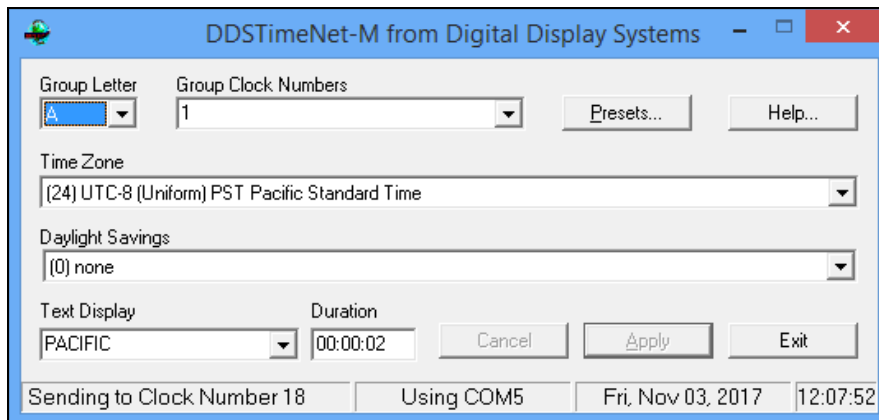 DDSTimeNet-M from Digital Display Systems
Group Letter Group Clock Numbers
A 1 Presets... Help...
Time Zone
(24) UTC-8 (Uniform) PST Pacific Standard Time
Daylight Savings
(0) none
Text Display Duration
PACIFIC 00:00:02 Cancel Apply Exit
Sending to Clock Number 18 Using COM5 Fri, Nov 03, 2017 12:07:52